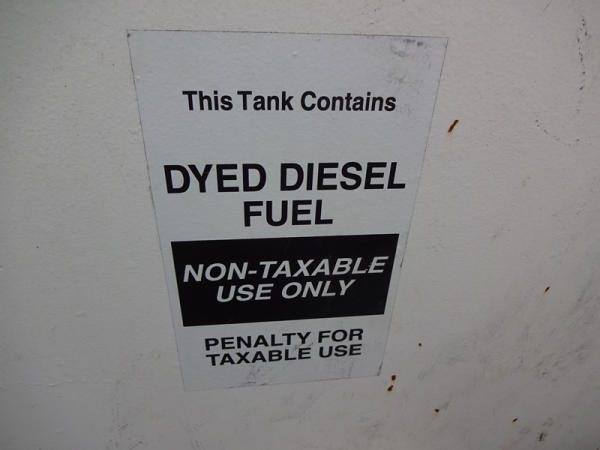 This Tank Contains
DYED DIESEL
FUEL
NON-TAXABLE
USE ONLY
PENALTY FOR
TAXABLE USE